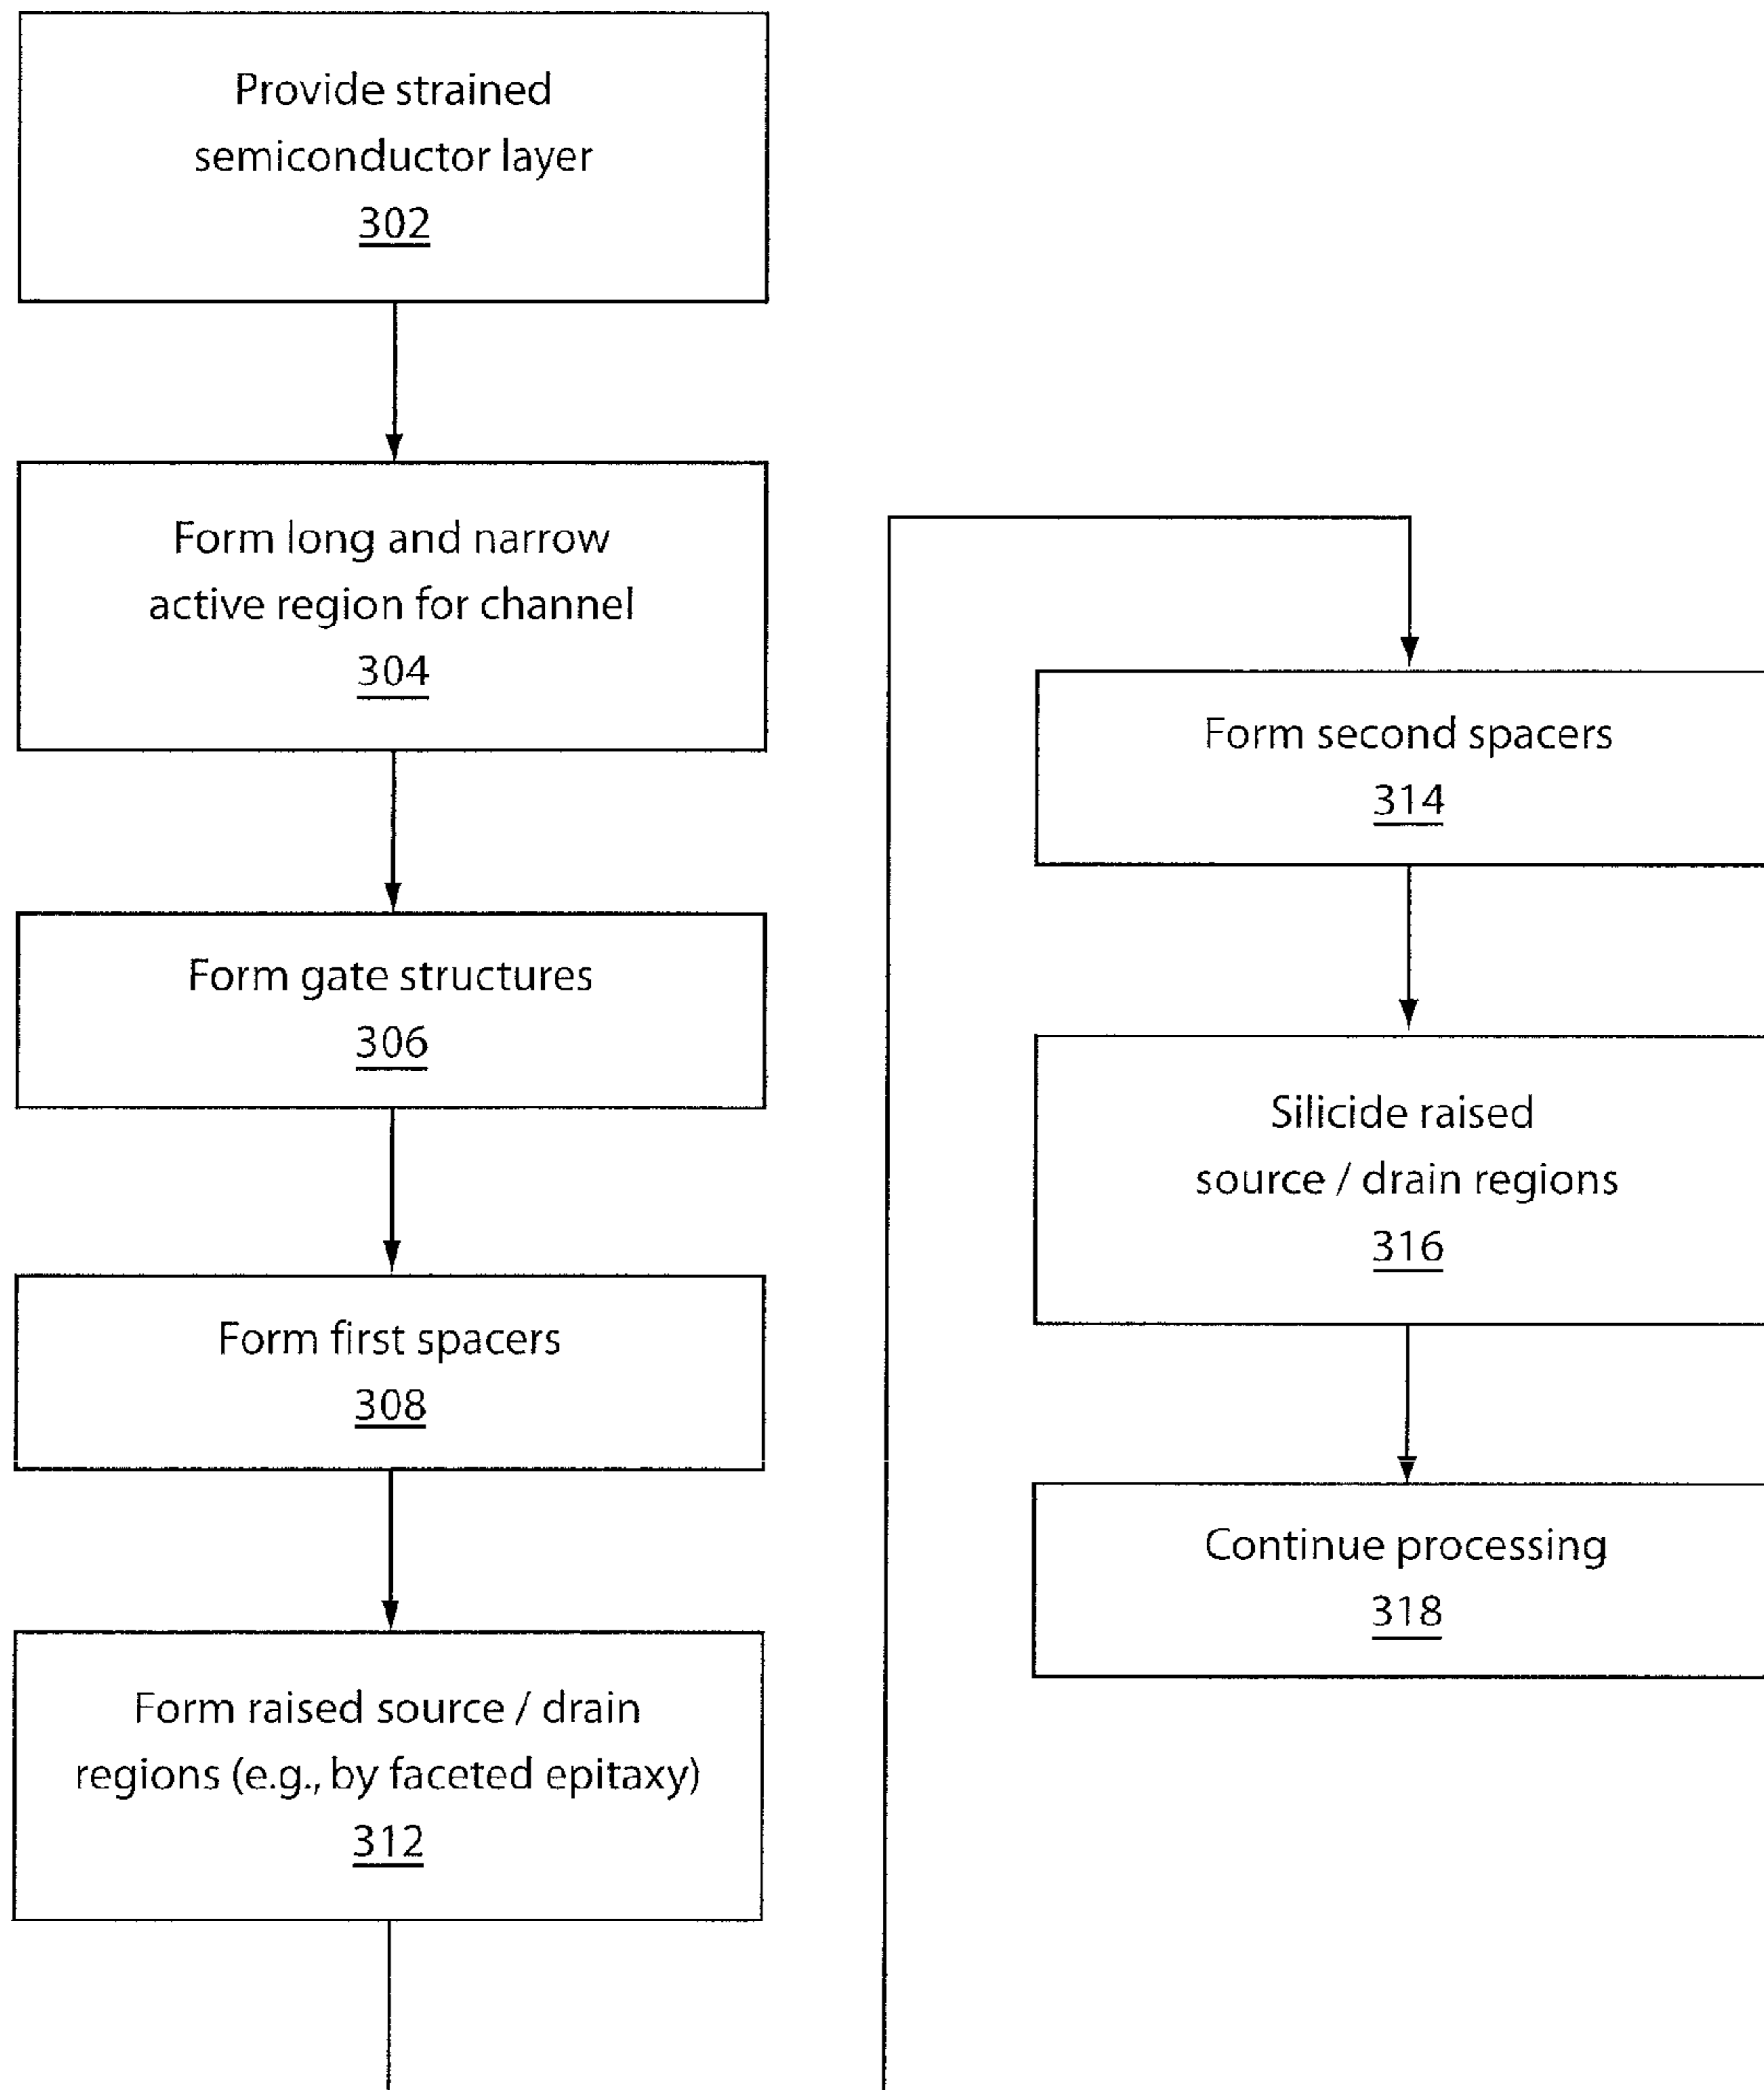 Provide strained
semiconductor layer
302
Form long and narrow
active region for channel
304
Form gate structures
306
Form first spacers
308
Form raised source / drain
regions (e.g., by faceted epitaxy)
312
Form second spacers
314
Silicide raised
source / drain regions
316
Continue processing
318